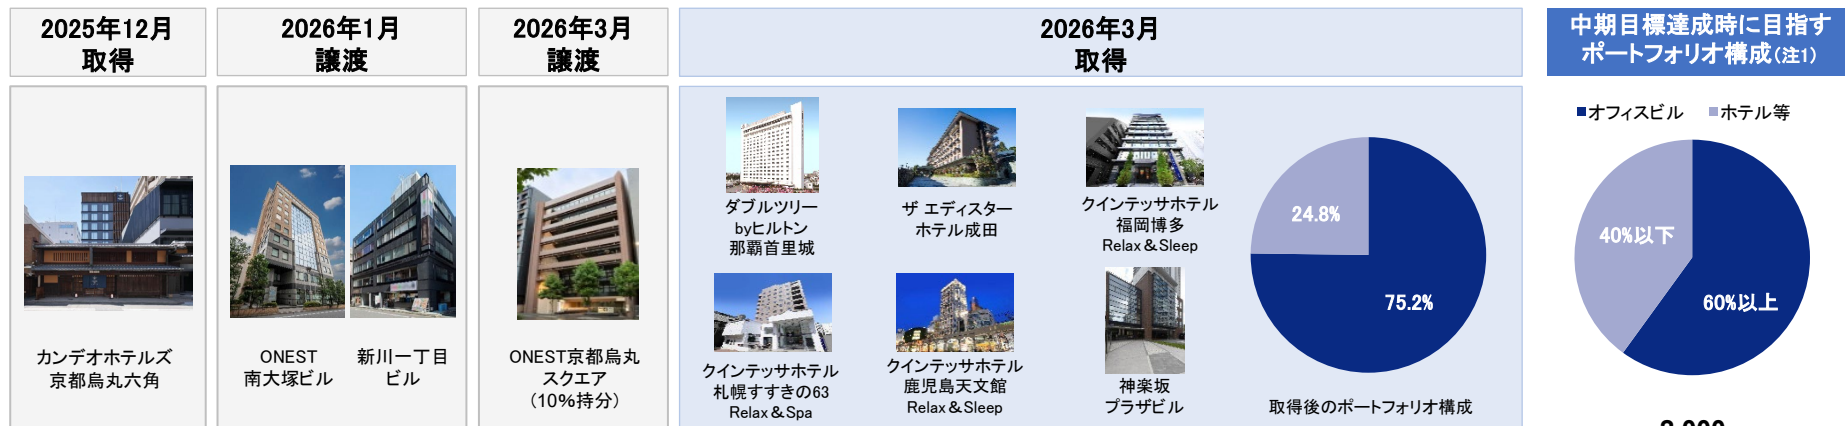 2025年12月
取得
2026年1月
譲渡
2026年3月
譲渡
2026年3月
取得
中期目標達成時に目指す
ポートフォリオ構成(注1)
カンデオホテルズ
京都烏丸六角
ONEST
南大塚ビル
新川一丁目
ビル
ONEST京都烏丸
スクエア
(10%持分)
ダブルツリー
byヒルトン
那覇首里城
ザ エディスター
ホテル成田
クインテッサホテル
福岡博多
Relax&Sleep
クインテッサホテル
札幌すすきの63
Relax&Spa
クインテッサホテル
鹿児島天文館
Relax&Sleep
神楽坂
プラザビル
24.8%
75.2%
取得後のポートフォリオ構成
■オフィスビル ■ホテル等
40%以下
60%以上